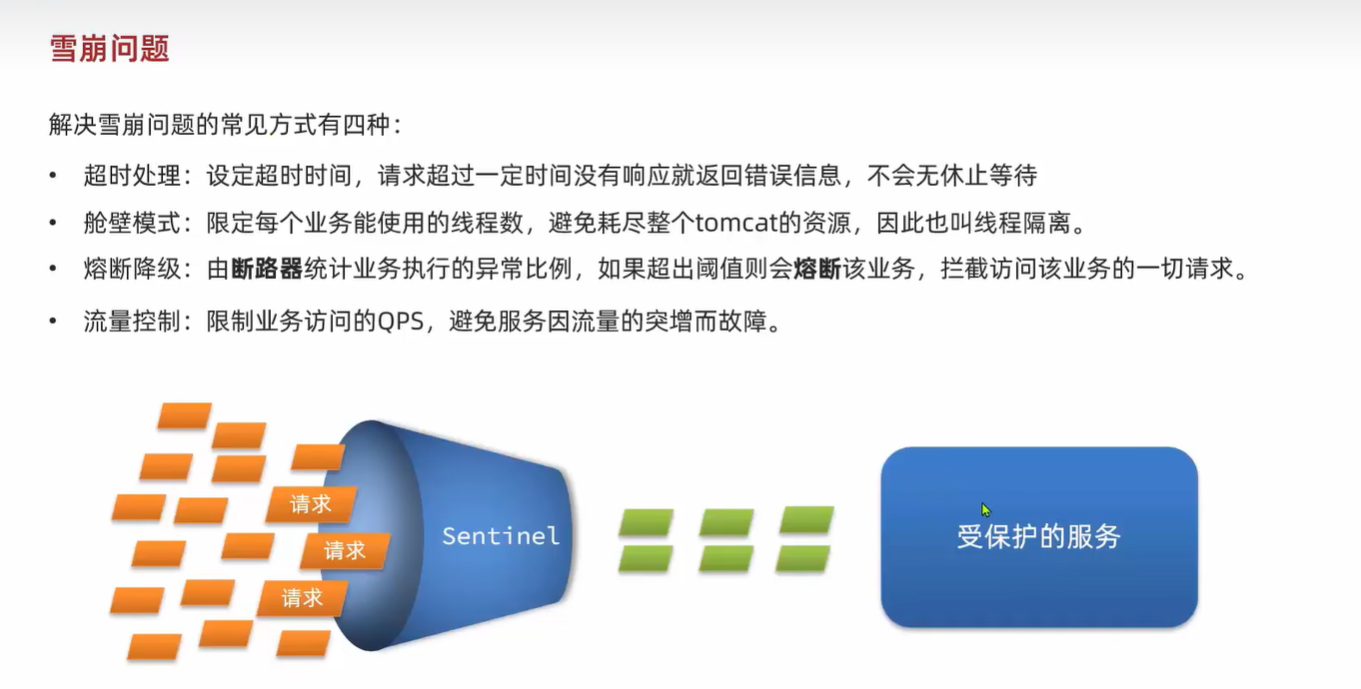 雪崩问题
解决雪崩问题的常见方式有四种：
• 超时处理：设定超时时间，请求超过一定时间没有响应就返回错误信息，不会无休止等待
• 舱壁模式：限定每个业务能使用的线程数，避免耗尽整个tomcat的资源，因此也叫线程隔离。
• 熔断降级：由断路器统计业务执行的异常比例，如果超出阈值则会熔断该业务，拦截访问该业务的一切请求。
• 流量控制：限制业务访问的QPS，避免服务因流量的突增而故障。
请求
请求
请求
Sentinel
受保护的服务